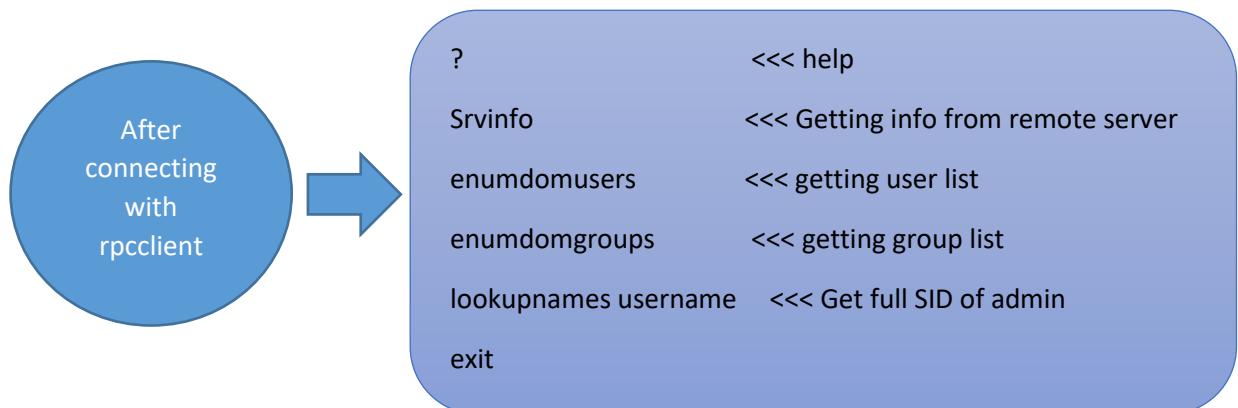 After
connecting
with
rpcclient
? <<< help
Srvinfo <<< Getting info from remote server
enumdomusers <<< getting user list
enumdomgroups <<< getting group list
lookupnames username <<< Get full SID of admin
exit